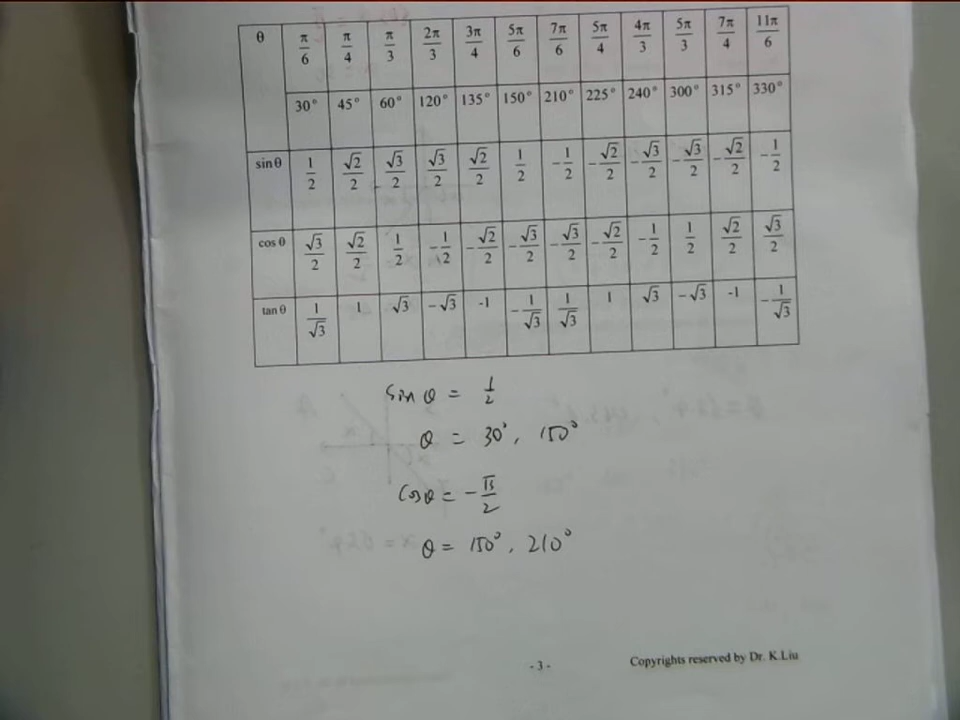 θ π/6 π/4 π/3 2π/3 3π/4 5π/6 7π/6 5π/4 4π/3 5π/3 7π/4 11π/6
30° 45° 60° 120° 135° 150° 210° 225° 240° 300° 315° 330°
sinθ 1/2 √2/2 √3/2 √3/2 √2/2 1/2 -1/2 -√2/2 -√3/2 -√3/2 -√2/2 -1/2
cosθ √3/2 √2/2 1/2 -1/2 -√2/2 -√3/2 -√3/2 -√2/2 -1/2 1/2 √2/2 √3/2
tanθ 1/√3 1 √3 -√3 -1 -1/√3 1/√3 1 √3 -√3 -1 -1/√3
sin θ = 1/2
θ = 30°, 150°
cosθ = -√3/2
θ = 150°, 210°
- 3 -
Copyrights reserved by Dr. K.Liu